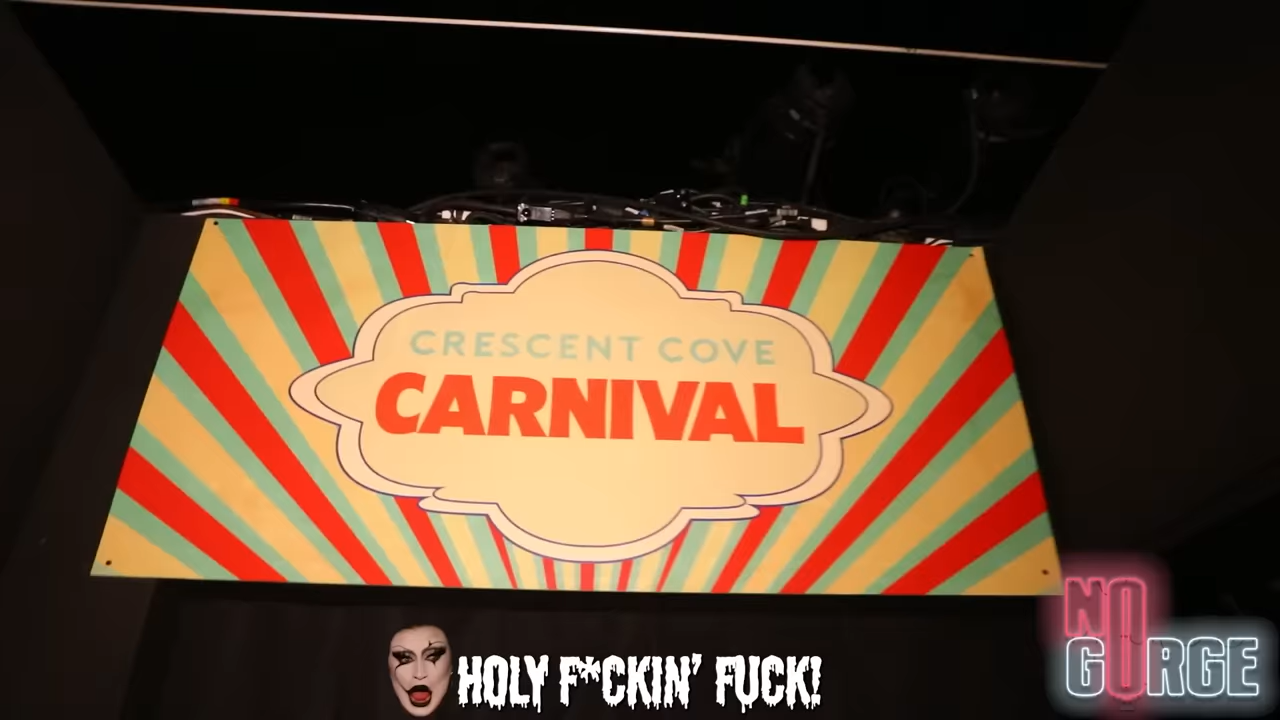 CRESCENT COVE
CARNIVAL
HOLY F*CKIN' FUCK!
NO
GORGE